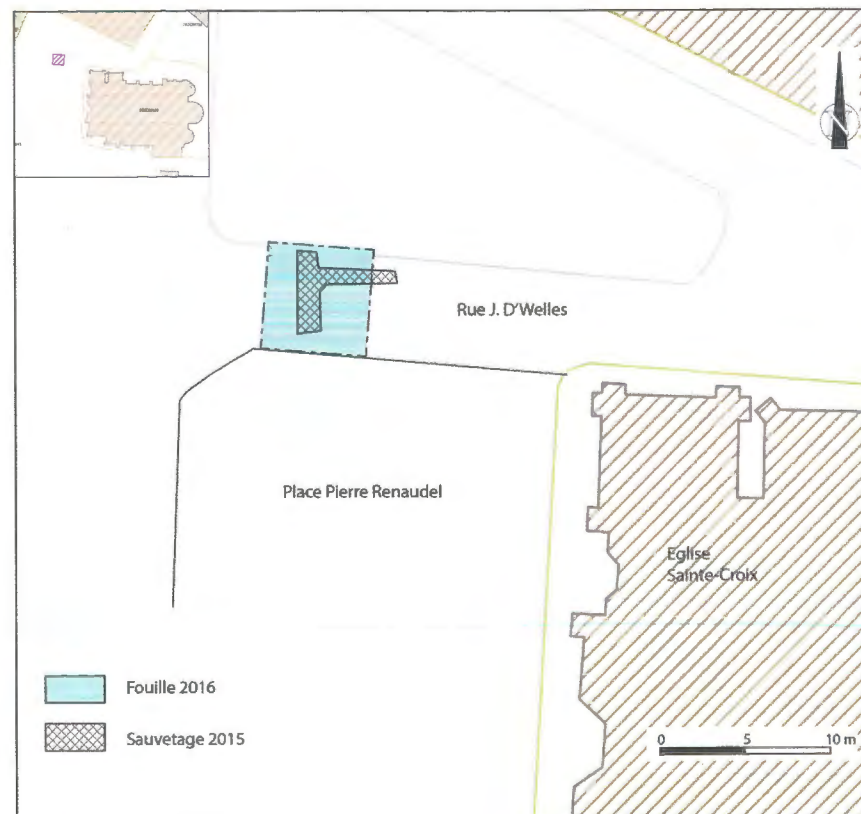 N
Rue J. D'Welles
Place Pierre Renaudel
Eglise
Sainte-Croix
Fouille 2016
Sauvetage 2015
0 5 10 m